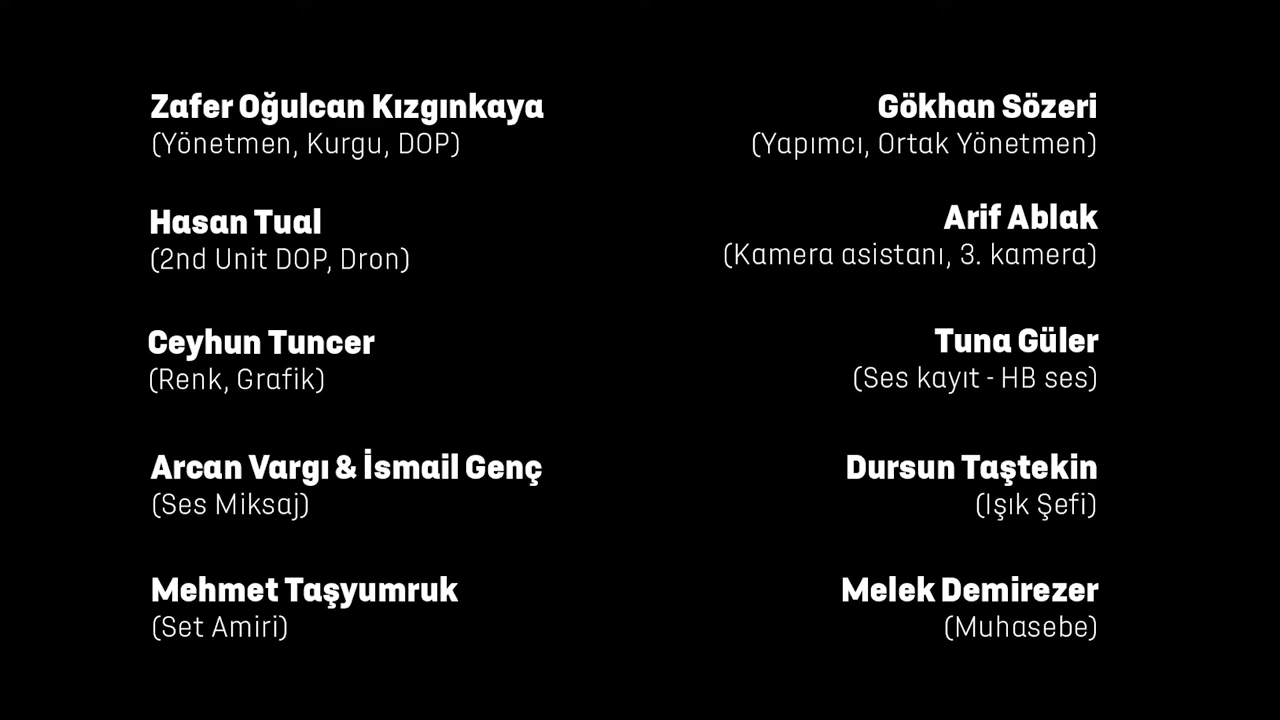 Zafer Oğulcan Kızgınkaya
(Yönetmen, Kurgu, DOP)
Gökhan Sözeri
(Yapımcı, Ortak Yönetmen)
Hasan Tual
(2nd Unit DOP, Dron)
Arif Ablak
(Kamera asistanı, 3. kamera)
Ceyhun Tuncer
(Renk, Grafik)
Tuna Güler
(Ses kayıt - HB ses)
Arcan Vargı & İsmail Genç
(Ses Miksaj)
Dursun Taştekin
(Işık Şefi)
Mehmet Taşyumruk
(Set Amiri)
Melek Demirezer
(Muhasebe)